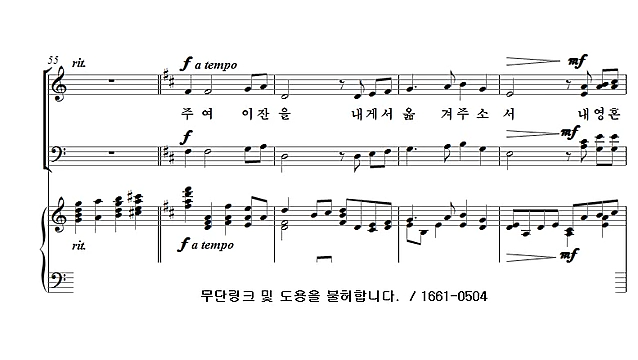 55 rit. f a tempo mf
주여 이잔을 내게서 옮겨주소서 내영혼
f mf
rit. f a tempo mf
무단링크 및 도용을 불허합니다. / 1661-0504